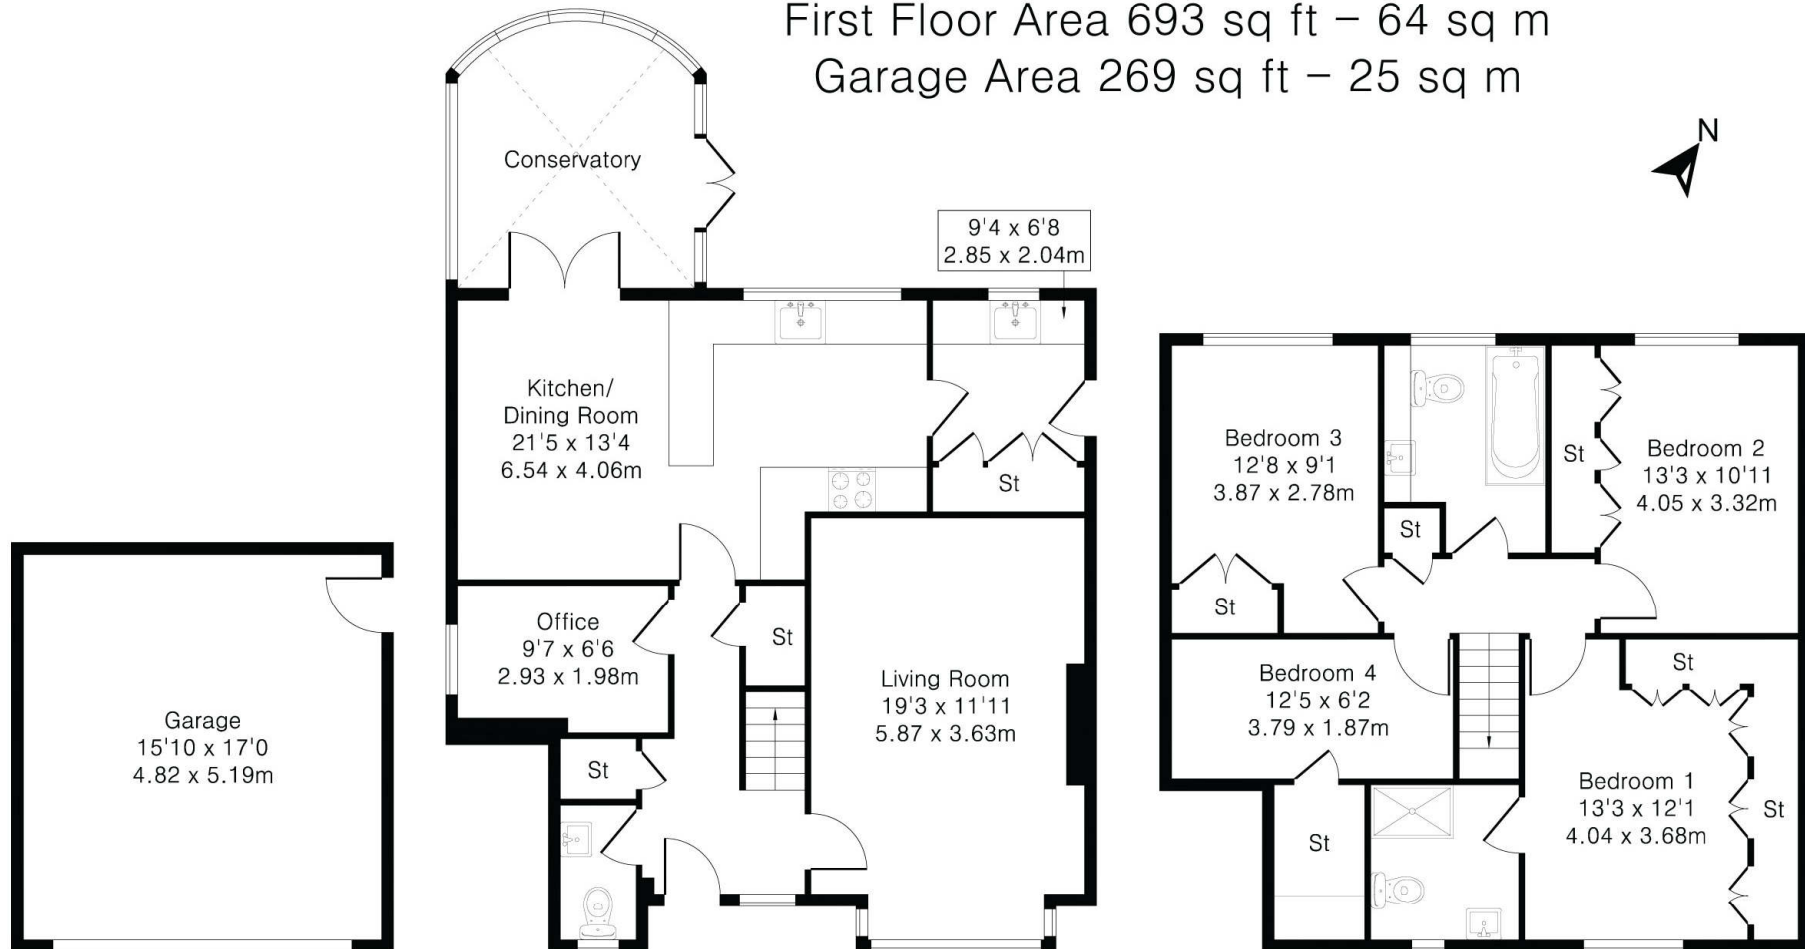 First Floor Area 693 sq ft – 64 sq m
Garage Area 269 sq ft – 25 sq m
N
Conservatory
9'4 x 6'8
2.85 x 2.04m
Kitchen/
Dining Room
21'5 x 13'4
6.54 x 4.06m
St
Office
9'7 x 6'6
2.93 x 1.98m
St
Living Room
19'3 x 11'11
5.87 x 3.63m
St
Garage
15'10 x 17'0
4.82 x 5.19m
Bedroom 3
12'8 x 9'1
3.87 x 2.78m
St
St
St
Bedroom 2
13'3 x 10'11
4.05 x 3.32m
Bedroom 4
12'5 x 6'2
3.79 x 1.87m
St
St
Bedroom 1
13'3 x 12'1
4.04 x 3.68m
St